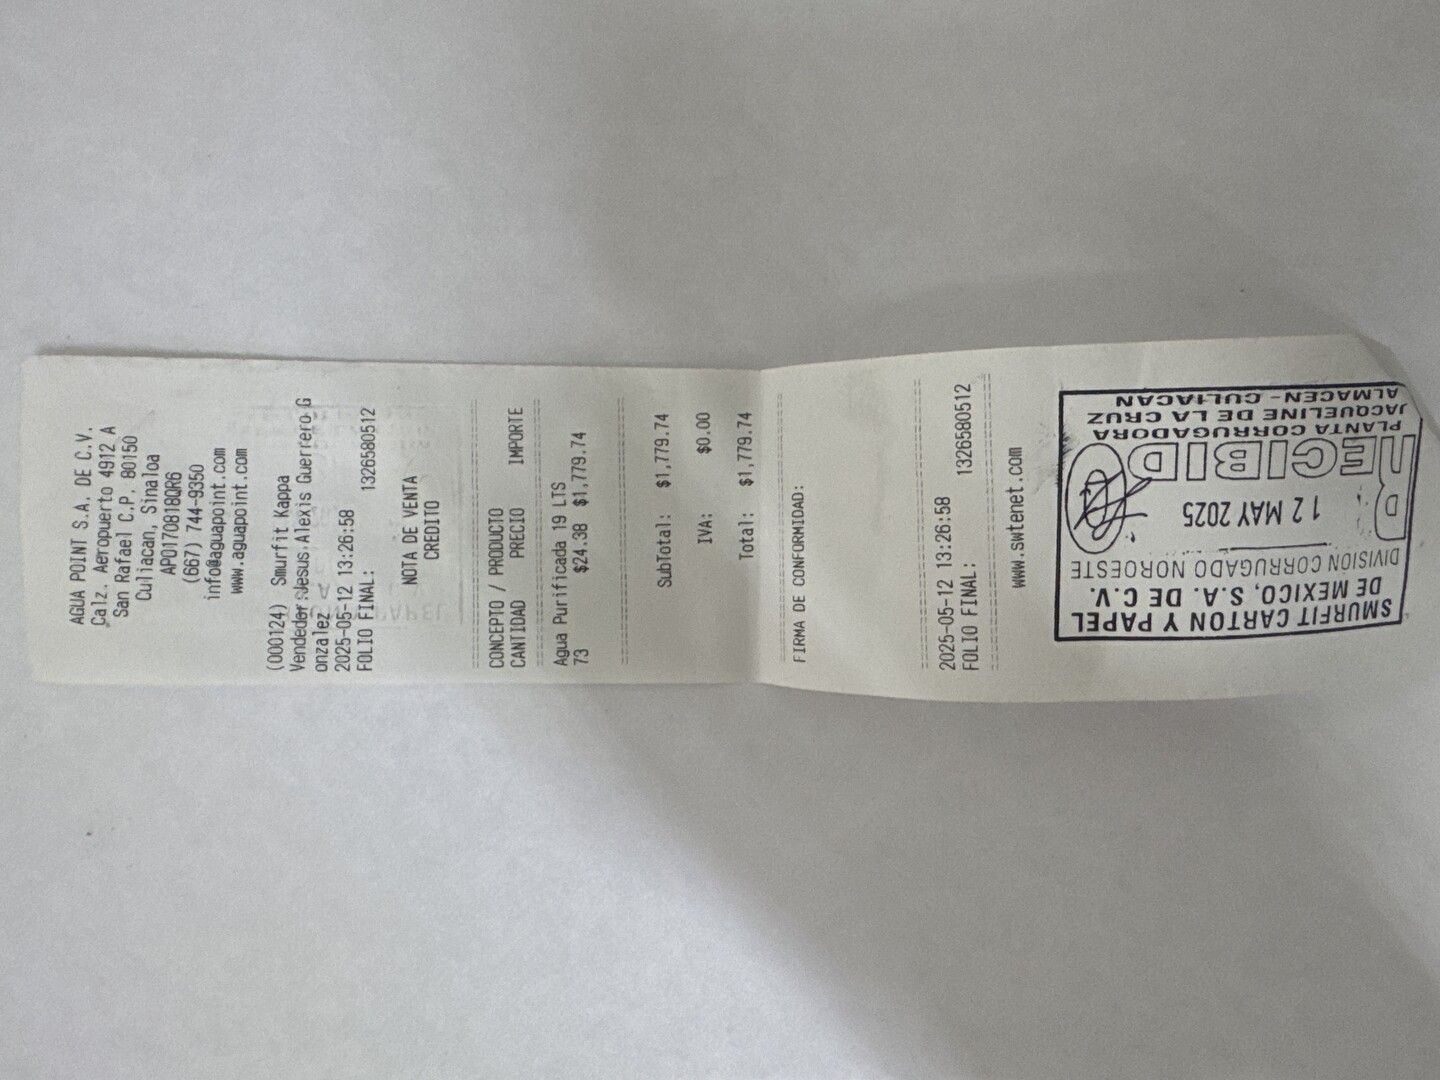 AGUA POINT S.A. DE C.V.
Calz. Aeropuerto 4912 A
San Rafael C.P. 80150
Culiacan, Sinaloa
APO170818QR6
(667) 744-9350
info@aguapoint.com
www.aguapoint.com
(000124) Smurfit Kappa
Vendedor:Jesus Alexis Guerrero G
onzalez
2025-05-12 13:26:58
FOLIO FINAL: 1326580512
NOTA DE VENTA
CREDITO
CONCEPTO / PRODUCTO
CANTIDAD PRECIO IMPORTE
Agua Purificada 19 LTS
73 $24.38 $1,779.74
SubTotal: $1,779.74
IVA: $0.00
Total: $1,779.74
FIRMA DE CONFORMIDAD:
2025-05-12 13:26:58
FOLIO FINAL: 1326580512
www.swtenet.com
SMURFIT CARTON Y PAPEL
DE MEXICO, S.A. DE C.V.
DIVISIÓN CORRUGADO NOROESTE
12 MAY 2025
RECIBIDO
PLANTA CORRUGADORA
JACQUELINE DE LA CRUZ
ALMACEN- CULIACAN